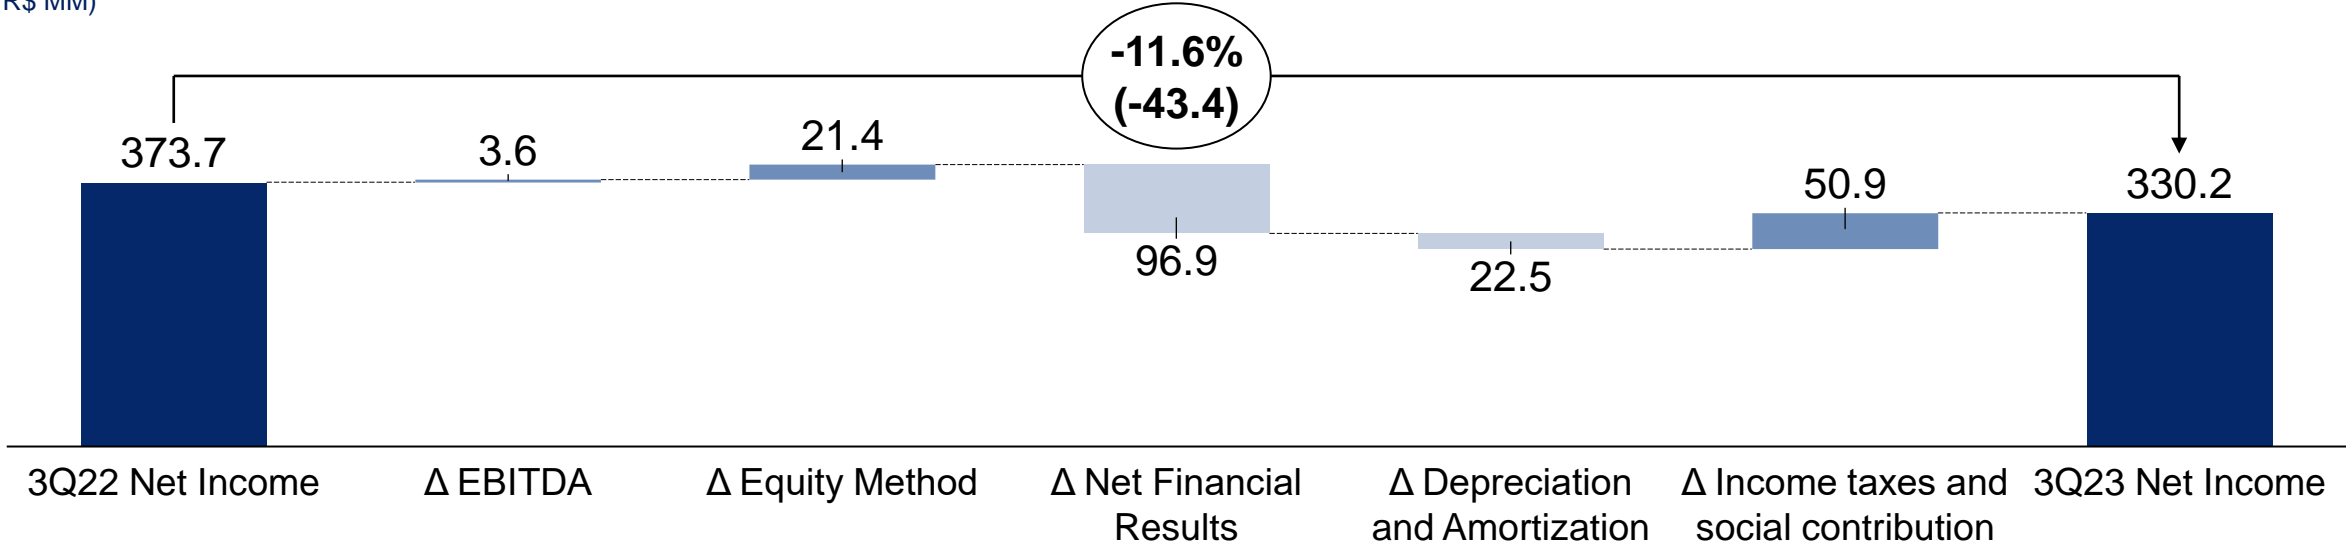 R$ MM)
-11.6%
(-43.4)
373.7
3.6
21.4
96.9
22.5
50.9
330.2
3Q22 Net Income
Δ EBITDA
Δ Equity Method
Δ Net Financial
Results
Δ Depreciation
and Amortization
Δ Income taxes and
social contribution
3Q23 Net Income